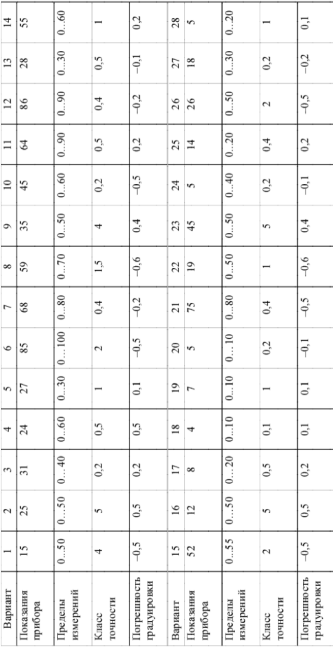 Вариант 1 2 3 4 5 6 7 8 9 10 11 12 13 14
Показания 15 25 31 24 27 85 68 59 35 45 64 86 28 55
прибора
Пределы 0...50 0...50 0...40 0...60 0...30 0...100 0...80 0...70 0...50 0...60 0...90 0...90 0...30 0...60
измерений
Класс 4 5 0,2 0,5 1 2 0,4 1,5 4 0,2 0,5 0,4 0,5 1
точности
Погрешность –0,5 0,5 0,2 0,5 0,1 –0,5 –0,2 –0,6 0,4 –0,5 0,2 –0,2 –0,1 0,2
градуировки
Вариант 15 16 17 18 19 20 21 22 23 24 25 26 27 28
Показания 52 12 8 4 7 5 75 19 45 5 14 26 18 5
прибора
Пределы 0...55 0...50 0...20 0...10 0...10 0...10 0...80 0...50 0...50 0...40 0...20 0...50 0...30 0...20
измерений
Класс 2 5 0,5 0,1 1 0,2 0,4 1 5 0,2 0,4 2 0,2 1
точности
Погрешность –0,5 0,5 0,2 0,1 0,1 –0,1 –0,5 –0,6 0,4 –0,1 0,2 –0,5 –0,2 0,1
градуировки